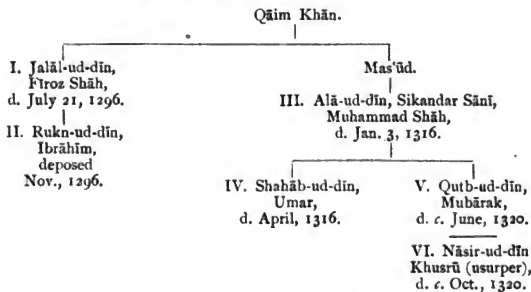 Qāim Khān.
I. Jalāl-ud-dīn,
Fīroz Shāh,
d. July 21, 1296.
II. Rukn-ud-dīn,
Ibrāhīm,
deposed
Nov., 1296.
Mas'ūd.
III. Alā-ud-dīn, Sikandar Sānī,
Muhammad Shāh,
d. Jan. 3, 1316.
IV. Shahāb-ud-dīn,
Umar,
d. April, 1316.
V. Qutb-ud-dīn,
Mubārak,
d. c. June, 1320.
VI. Nāsir-ud-dīn
Khusrū (usurper),
d. c. Oct., 1320.